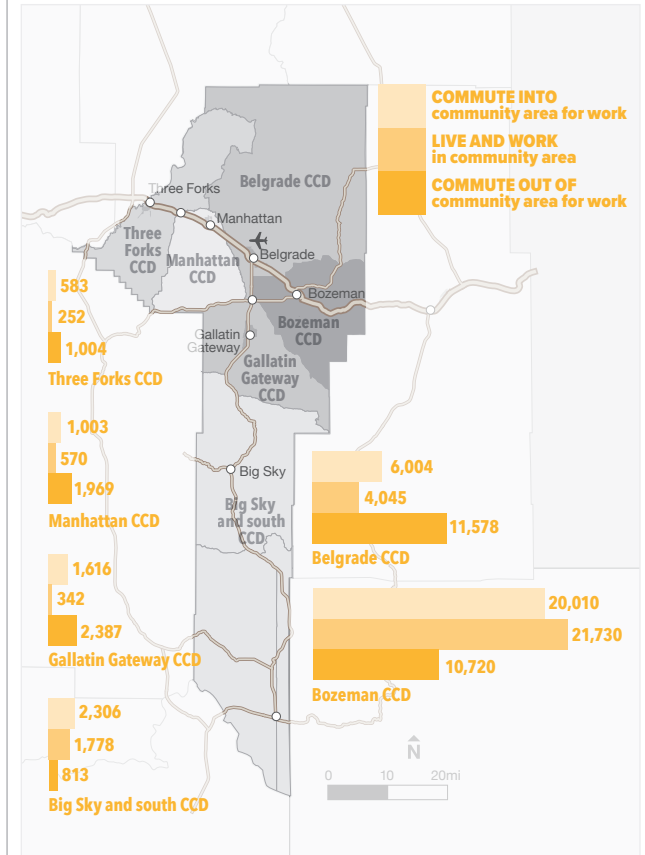 COMMUTE INTO
community area for work
LIVE AND WORK
in community area
COMMUTE OUT OF
community area for work
Belgrade CCD
Three Forks
Manhattan
Three
Forks
CCD
Manhattan
CCD
Belgrade
Bozeman
Bozeman
CCD
Gallatin
Gateway
Gallatin
Gateway
CCD
Big Sky
Big Sky
and south
CCD
583
252
1,004
Three Forks CCD
1,003
570
1,969
Manhattan CCD
1,616
342
2,387
Gallatin Gateway CCD
2,306
1,778
813
Big Sky and south CCD
6,004
4,045
11,578
Belgrade CCD
20,010
21,730
10,720
Bozeman CCD
N
0 10 20mi